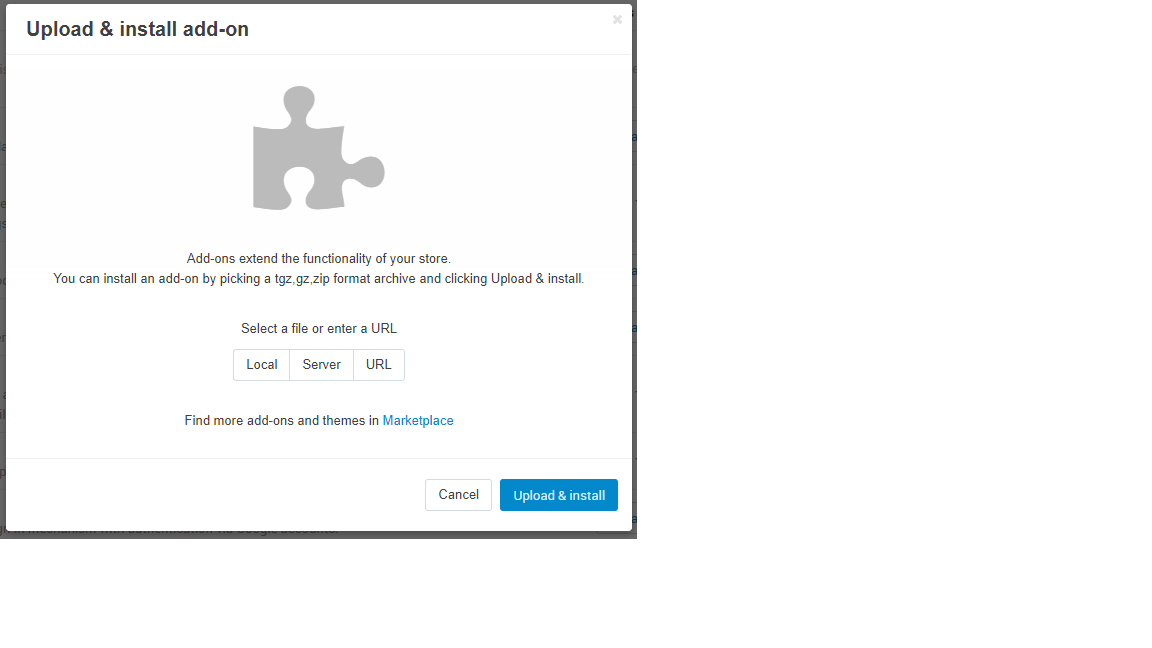 Upload & install add-on
Add-ons extend the functionality of your store.
You can install an add-on by picking a tgz,gz,zip format archive and clicking Upload & install.
Select a file or enter a URL
Local Server URL
Find more add-ons and themes in Marketplace
Cancel Upload & install